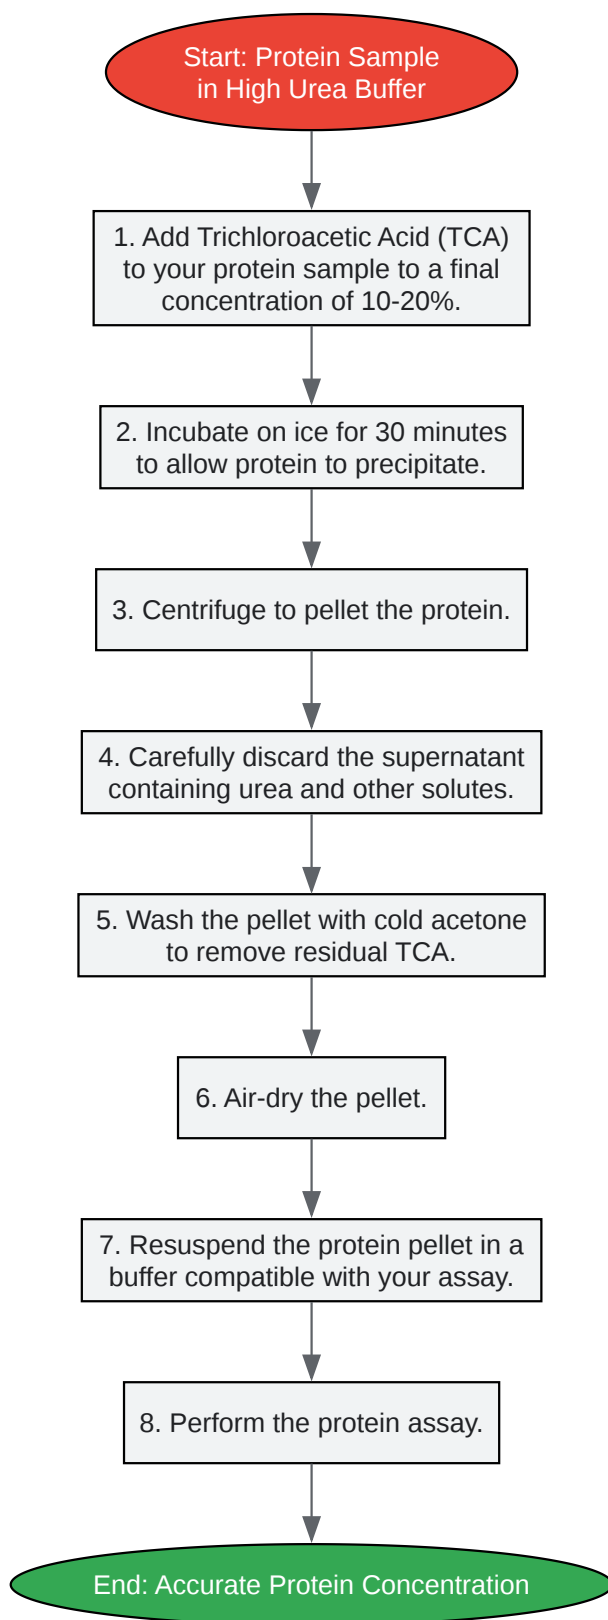 Start: Protein Sample
in High Urea Buffer
1. Add Trichloroacetic Acid (TCA)
to your protein sample to a final
concentration of 10-20%.
2. Incubate on ice for 30 minutes
to allow protein to precipitate.
3. Centrifuge to pellet the protein.
4. Carefully discard the supernatant
containing urea and other solutes.
5. Wash the pellet with cold acetone
to remove residual TCA.
6. Air-dry the pellet.
7. Resuspend the protein pellet in a
buffer compatible with your assay.
8. Perform the protein assay.
End: Accurate Protein Concentration